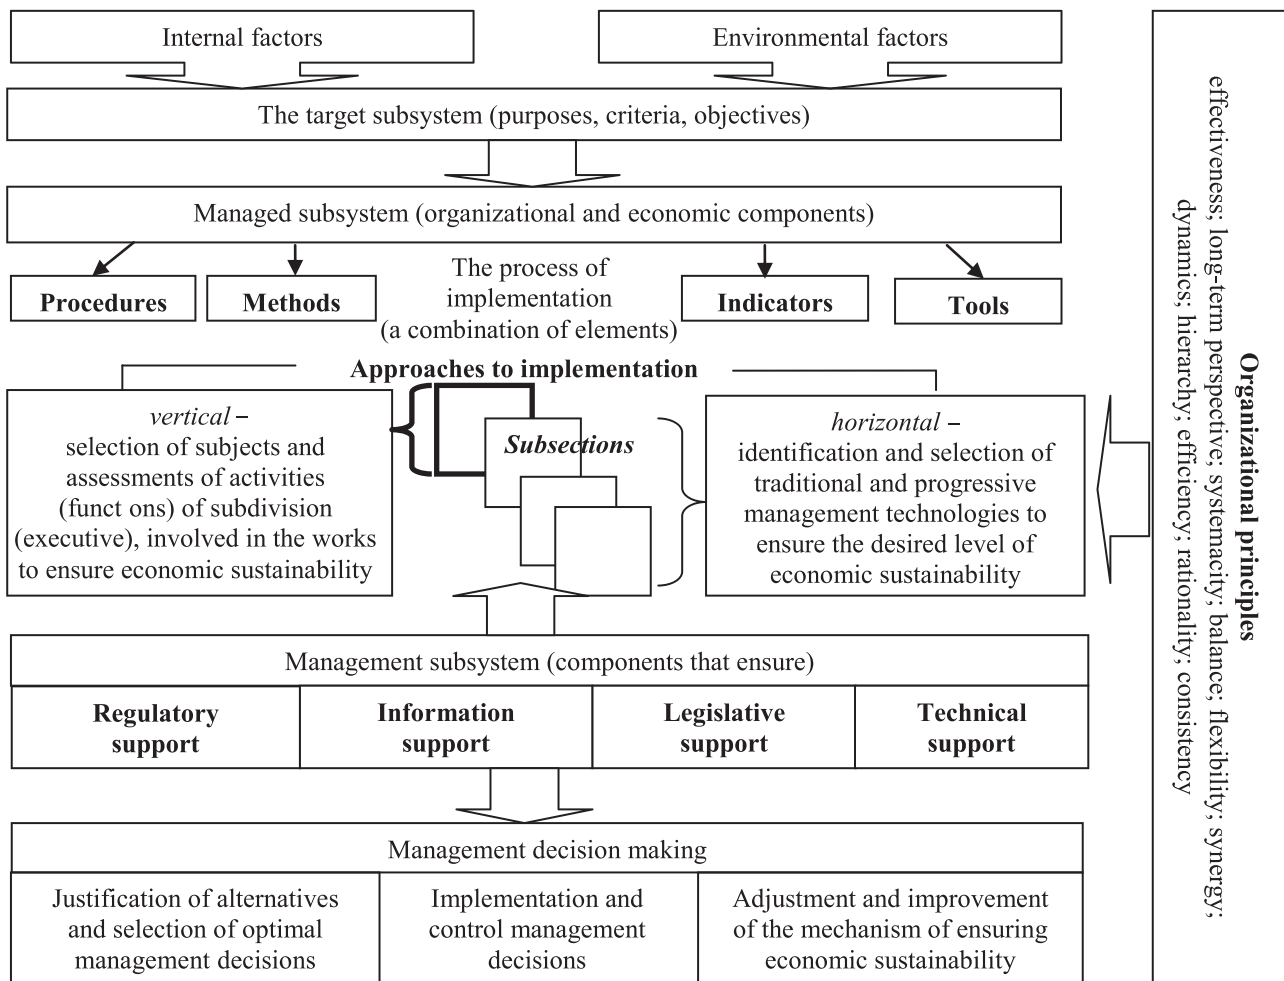 Internal factors
Environmental factors
The target subsystem (purposes, criteria, objectives)
Managed subsystem (organizational and economic components)
Procedures
Methods
The process of
implementation
(a combination of elements)
Indicators
Tools
Approaches to implementation
vertical –
selection of subjects and
assessments of activities
(funct ons) of subdivision
(executive), involved in the works
to ensure economic sustainability
Subsections
horizontal –
identification and selection of
traditional and progressive
management technologies to
ensure the desired level of
economic sustainability
Management subsystem (components that ensure)
Regulatory
support
Information
support
Legislative
support
Technical
support
Management decision making
Justification of alternatives
and selection of optimal
management decisions
Implementation and
control management
decisions
Adjustment and improvement
of the mechanism of ensuring
economic sustainability
Organizational principles
effectiveness; long-term perspective; systemacity; balance; flexibility; synergy;
dynamics; hierarchy; efficiency; rationality; consistency